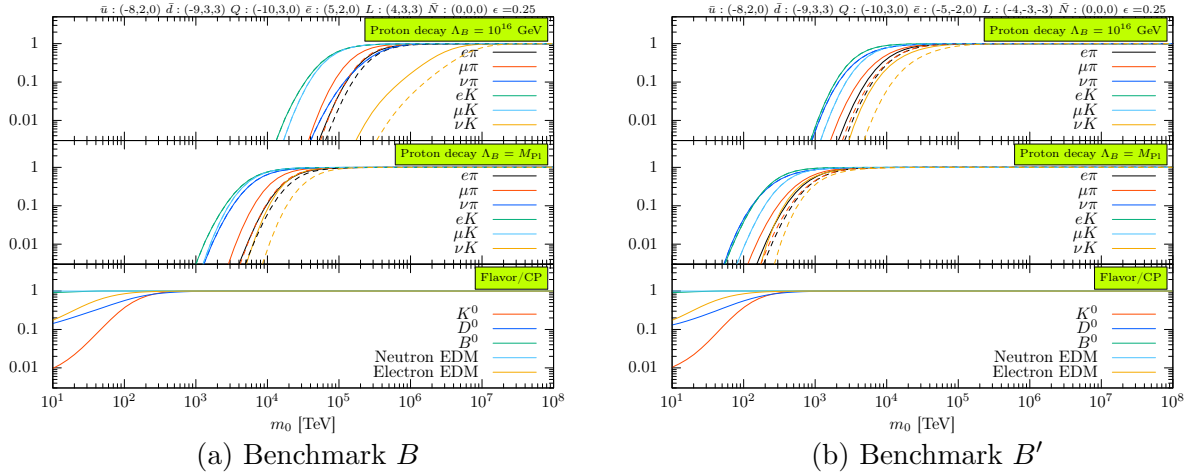 ū : (-8,2,0) d̄ : (-9,3,3) Q : (-10,3,0) ē : (5,2,0) L : (4,3,3) N̄ : (0,0,0) ϵ =0.25
Proton decay Λ_B = 10^16 GeV
1
0.1
0.01
eπ
μπ
νπ
eK
μK
νK
Proton decay Λ_B = M_Pl
1
0.1
0.01
eπ
μπ
νπ
eK
μK
νK
Flavor/CP
1
0.1
0.01
K^0
D^0
B^0
Neutron EDM
Electron EDM
10^1 10^2 10^3 10^4 10^5 10^6 10^7 10^8
m_0 [TeV]
(a) Benchmark B
ū : (-8,2,0) d̄ : (-9,3,3) Q : (-10,3,0) ē : (-5,-2,0) L : (-4,-3,-3) N̄ : (0,0,0) ϵ =0.25
Proton decay Λ_B = 10^16 GeV
1
0.1
0.01
eπ
μπ
νπ
eK
μK
νK
Proton decay Λ_B = M_Pl
1
0.1
0.01
eπ
μπ
νπ
eK
μK
νK
Flavor/CP
1
0.1
0.01
K^0
D^0
B^0
Neutron EDM
Electron EDM
10^1 10^2 10^3 10^4 10^5 10^6 10^7 10^8
m_0 [TeV]
(b) Benchmark B′